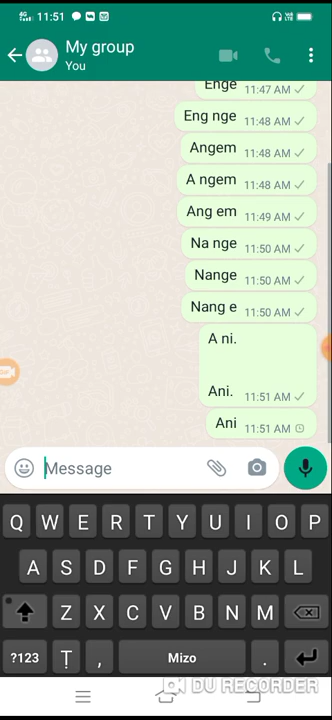 11:51
My group
You
Enge 11:47 AM
Eng nge 11:48 AM
Angem 11:48 AM
A ngem 11:48 AM
Ang em 11:49 AM
Na nge 11:50 AM
Nange 11:50 AM
Nang e 11:50 AM
A ni.
Ani. 11:51 AM
Ani 11:51 AM
Message
Q W E R T Y U I O P
A S D F G H J K L
Z X C V B N M
?123 Ṭ , Mizo .
DU RECORDER